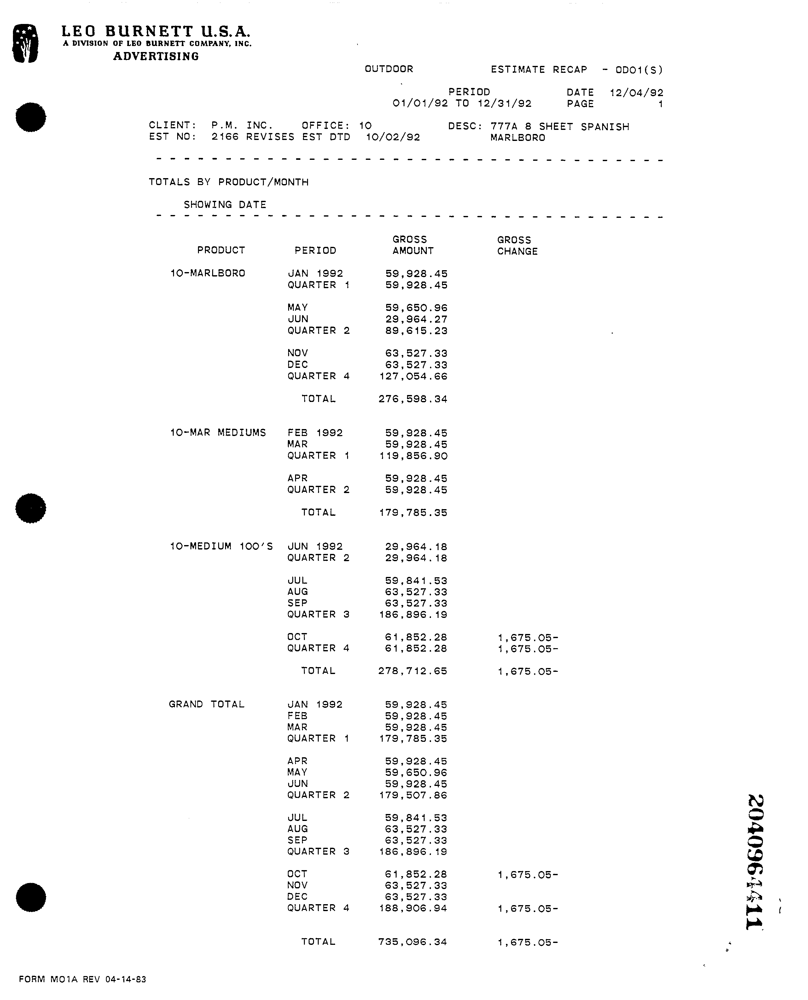 LEO BURNETT U.S.A.
A DIVISION OF LEO BURNETT COMPANY, INC.
ADVERTISING
OUTDOOR ESTIMATE RECAP - OD01(S)
PERIOD DATE 12/04/92
01/01/92 TO 12/31/92 PAGE 1
CLIENT: P.M. INC. OFFICE: 10 DESC: 777A 8 SHEET SPANISH
EST NO: 2166 REVISES EST DTD 10/02/92 MARLBORO
TOTALS BY PRODUCT/MONTH
SHOWING DATE
GROSS GROSS
PRODUCT PERIOD AMOUNT CHANGE
10-MARLBORO JAN 1992 59,928.45
QUARTER 1 59,928.45
MAY 59,650.96
JUN 29,964.27
QUARTER 2 89,615.23
NOV 63,527.33
DEC 63,527.33
QUARTER 4 127,054.66
TOTAL 276,598.34
10-MAR MEDIUMS FEB 1992 59,928.45
MAR 59,928.45
QUARTER 1 119,856.90
APR 59,928.45
QUARTER 2 59,928.45
TOTAL 179,785.35
10-MEDIUM 100'S JUN 1992 29,964.18
QUARTER 2 29,964.18
JUL 59,841.53
AUG 63,527.33
SEP 63,527.33
QUARTER 3 186,896.19
OCT 61,852.28 1,675.05-
QUARTER 4 61,852.28 1,675.05-
TOTAL 278,712.65 1,675.05-
GRAND TOTAL JAN 1992 59,928.45
FEB 59,928.45
MAR 59,928.45
QUARTER 1 179,785.35
APR 59,928.45
MAY 59,650.96
JUN 59,928.45
QUARTER 2 179,507.86
JUL 59,841.53
AUG 63,527.33
SEP 63,527.33
QUARTER 3 186,896.19
OCT 61,852.28 1,675.05-
NOV 63,527.33
DEC 63,527.33
QUARTER 4 188,906.94 1,675.05-
TOTAL 735,096.34 1,675.05-
2040964411
FORM M01A REV 04-14-83